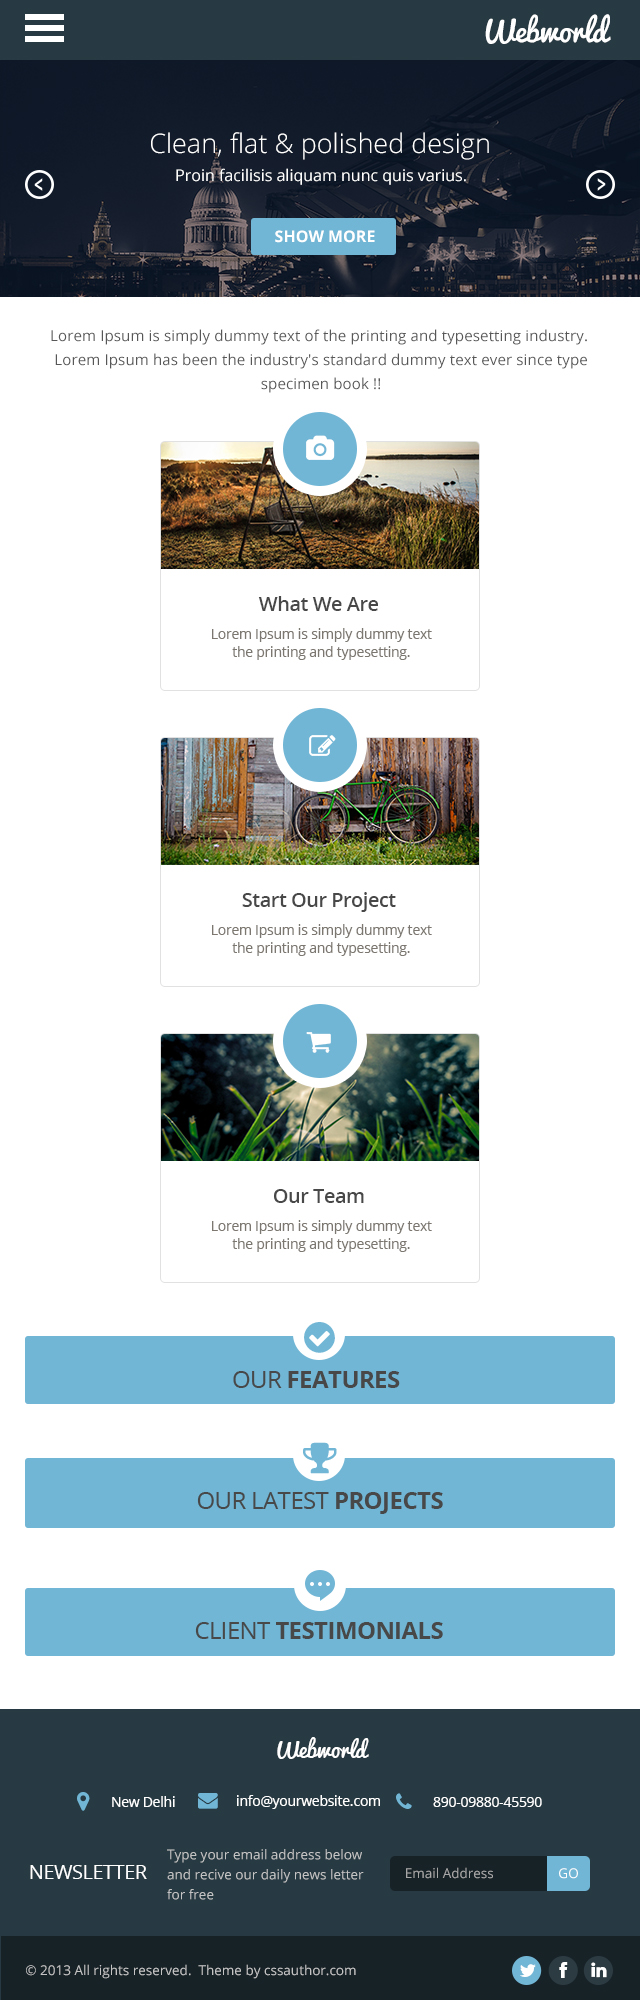 Webworld
Clean, flat & polished design
Proin facilisis aliquam nunc quis varius.
SHOW MORE
Lorem Ipsum is simply dummy text of the printing and typesetting industry.
Lorem Ipsum has been the industry's standard dummy text ever since type
specimen book !!
What We Are
Lorem Ipsum is simply dummy text
the printing and typesetting.
Start Our Project
Lorem Ipsum is simply dummy text
the printing and typesetting.
Our Team
Lorem Ipsum is simply dummy text
the printing and typesetting.
OUR FEATURES
OUR LATEST PROJECTS
CLIENT TESTIMONIALS
Webworld
New Delhi info@yourwebsite.com 890-09880-45590
NEWSLETTER
Type your email address below
and recive our daily news letter
for free
Email Address GO
© 2013 All rights reserved. Theme by cssauthor.com